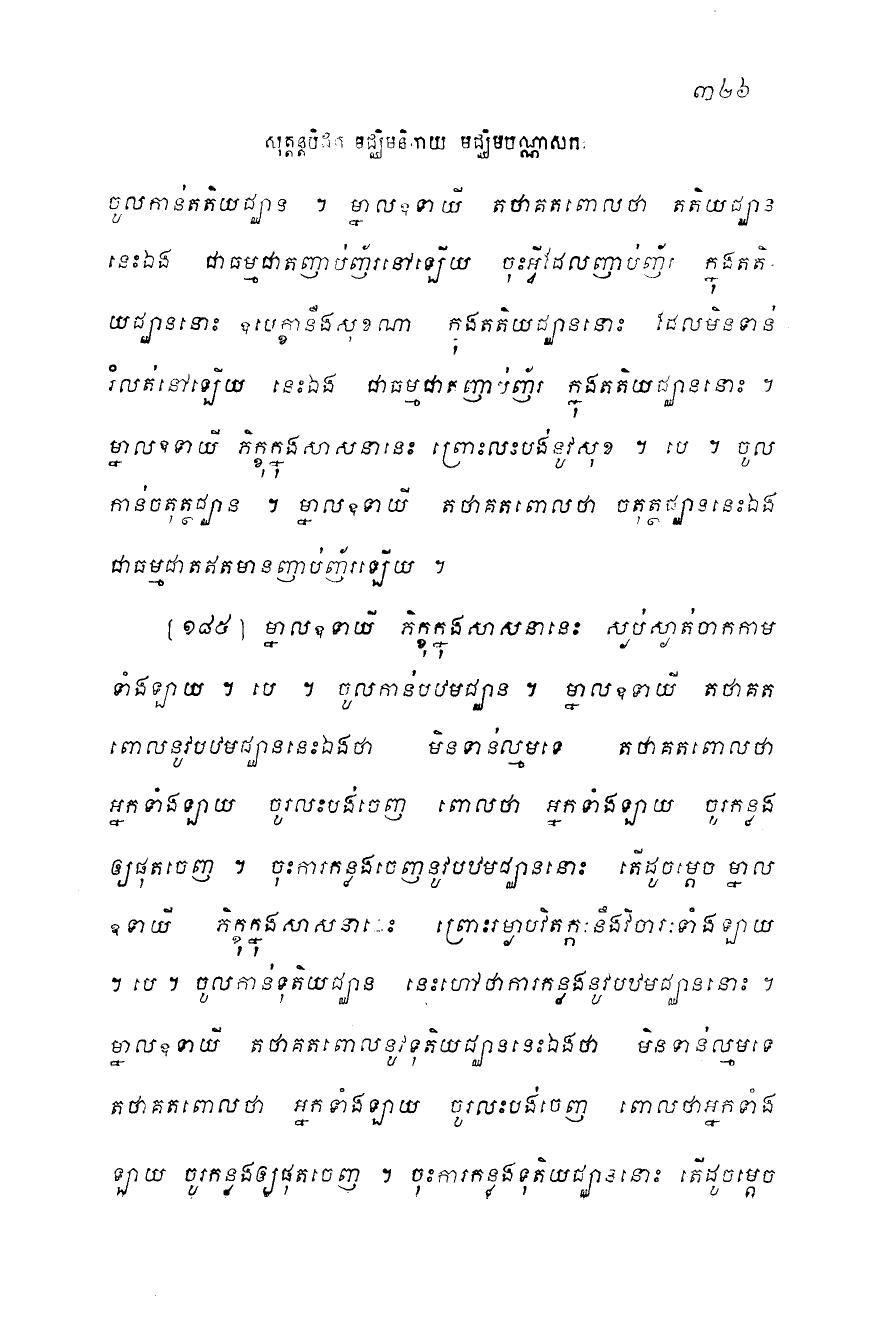 ៣២៦
សុត្តន្តបិដក មជ្ឈិមនិកាយ មជ្ឈិមបណ្ណាសកៈ
ចូលកាន់តតិយជ្ឈាន ។ ម្នាលឧទាយី តថាគតពោលថា តតិយជ្ឈាន
នេះឯង ជាធម្មជាតញាប់ញ័រនៅឡើយ ចុះអ្វីដែលញាប់ញ័រ ក្នុងតតិ-
យជ្ឈាននោះ ឧបេក្ខានឹងសុខណា ក្នុងតតិយជ្ឈាននោះ ដែលមិនទាន់
រំលត់នៅឡើយ នេះឯង ជាធម្មជាតញាប់ញ័រ ក្នុងតតិយជ្ឈាននោះ ។
ម្នាលឧទាយី ភិក្ខុក្នុងសាសនានេះ ព្រោះលះបង់នូវសុខ ។ បេ ។ ចូល
កាន់ចតុត្ថជ្ឈាន ។ ម្នាលឧទាយី តថាគតពោលថា ចតុត្ថជ្ឈាននេះឯង
ជាធម្មជាតឥតមានញាប់ញ័រឡើយ ។
[១៨៥] ម្នាលឧទាយី ភិក្ខុក្នុងសាសនានេះ ស្ងប់ស្ងាត់ចាកកាម
ទាំងឡាយ ។ បេ ។ ចូលកាន់បឋមជ្ឈាន ។ ម្នាលឧទាយី តថាគត
ពោលនូវបឋមជ្ឈាននេះឯងថា មិនទាន់ល្មមទេ តថាគតពោលថា
អ្នកទាំងឡាយ ចូរលះបង់ចេញ ពោលថា អ្នកទាំងឡាយ ចូរកន្លង
ឲ្យផុតចេញ ។ ចុះការកន្លងចេញនូវបឋមជ្ឈាននោះ តើដូចម្តេច ម្នាល
ឧទាយី ភិក្ខុក្នុងសាសនានេះ ព្រោះរម្ងាប់វិតក្កៈនឹងវិចារៈទាំងឡាយ
។ បេ ។ ចូលកាន់ទុតិយជ្ឈាន នេះហៅថាការកន្លងនូវបឋមជ្ឈាននោះ ។
ម្នាលឧទាយី តថាគតពោលនូវទុតិយជ្ឈាននេះឯងថា មិនទាន់ល្មមទេ
តថាគតពោលថា អ្នកទាំងឡាយ ចូរលះបង់ចេញ ពោលថាអ្នកទាំង
ឡាយ ចូរកន្លងឲ្យផុតចេញ ។ ចុះការកន្លងទុតិយជ្ឈាននោះ តើដូចម្តេច